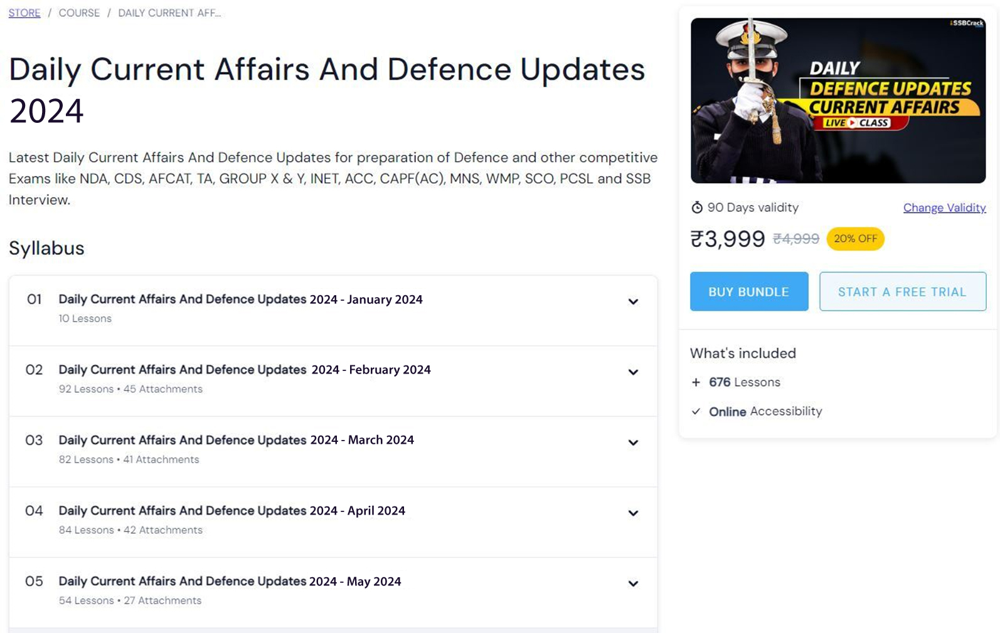 STORE / COURSE / DAILY CURRENT AFF...
Daily Current Affairs And Defence Updates
2024
Latest Daily Current Affairs And Defence Updates for preparation of Defence and other competitive
Exams like NDA, CDS, AFCAT, TA, GROUP X & Y, INET, ACC, CAPF(AC), MNS, WMP, SCO, PCSL and SSB
Interview.
Syllabus
01 Daily Current Affairs And Defence Updates 2024 - January 2024
10 Lessons
02 Daily Current Affairs And Defence Updates 2024 - February 2024
92 Lessons • 45 Attachments
03 Daily Current Affairs And Defence Updates 2024 - March 2024
82 Lessons • 41 Attachments
04 Daily Current Affairs And Defence Updates 2024 - April 2024
84 Lessons • 42 Attachments
05 Daily Current Affairs And Defence Updates 2024 - May 2024
54 Lessons • 27 Attachments
SSBCrack
DAILY
DEFENCE UPDATES
CURRENT AFFAIRS
LIVE CLASS
90 Days validity Change Validity
₹3,999 ₹4,999 20% OFF
BUY BUNDLE START A FREE TRIAL
What's included
+ 676 Lessons
✓ Online Accessibility